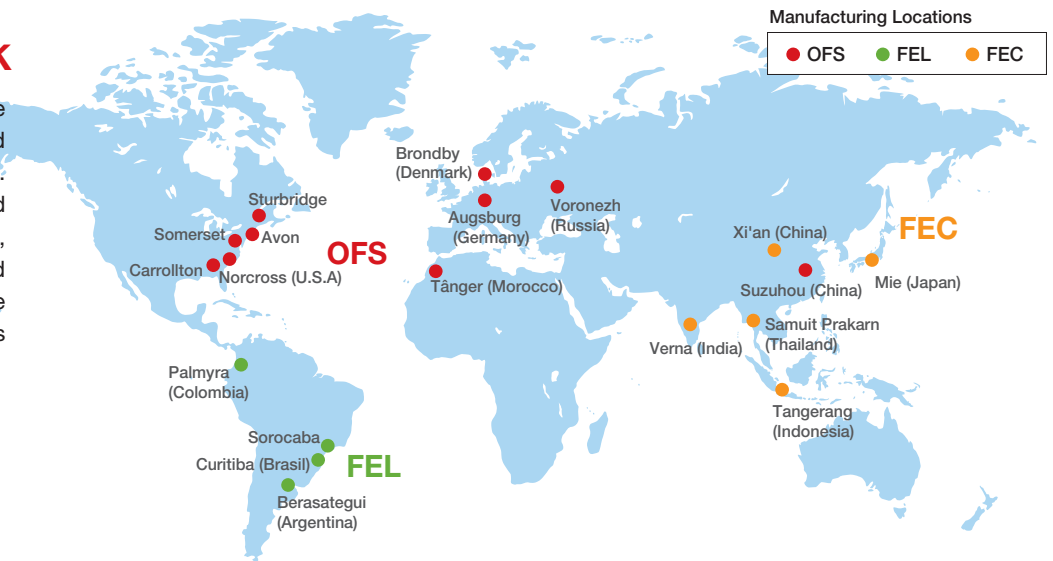 Manufacturing Locations
OFS FEL FEC
K
e
d
.
d
,
d
e
s
Brondby
(Denmark)
Sturbridge
Voronezh
(Russia)
Augsburg
(Germany)
Somerset
Avon
OFS
Xi'an (China)
FEC
Carrollton
Norcross (U.S.A)
Tânger (Morocco)
Suzuhou (China)
Mie (Japan)
Samuit Prakarn
(Thailand)
Verna (India)
Palmyra
(Colombia)
Tangerang
(Indonesia)
Sorocaba
Curitiba (Brasil)
FEL
Berasategui
(Argentina)